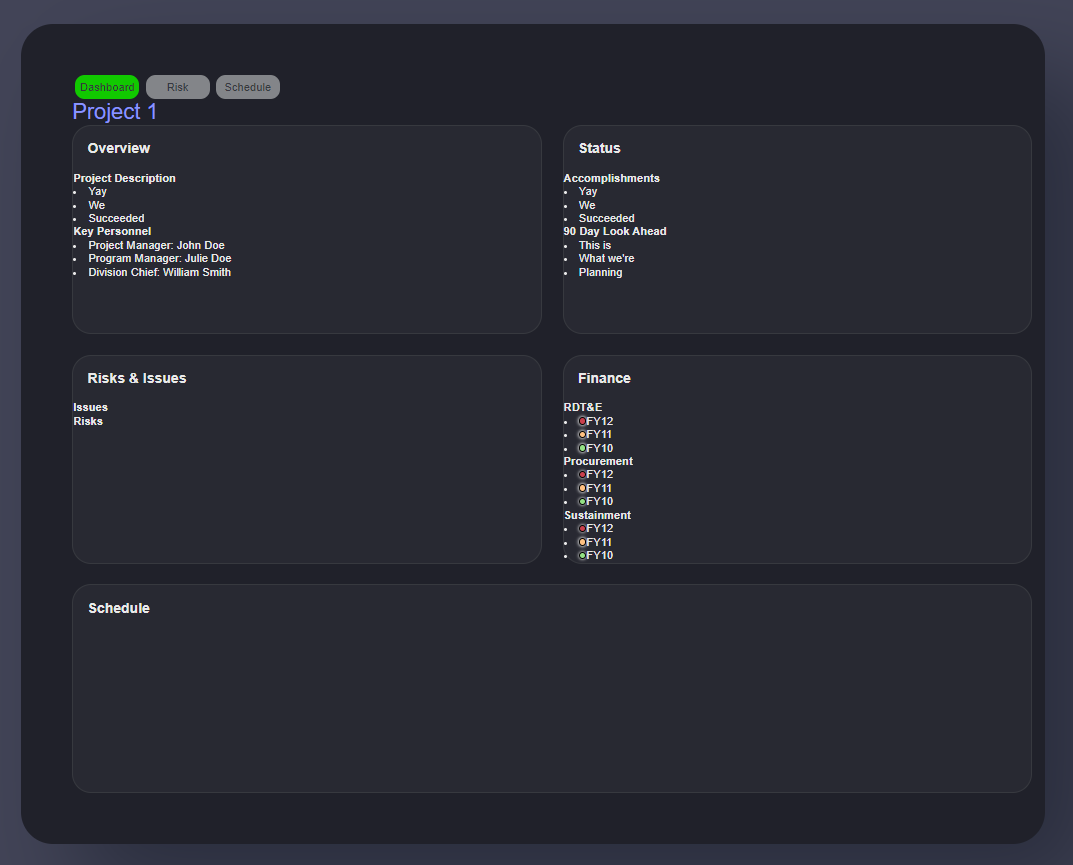 Dashboard Risk Schedule
Project 1
Overview
Project Description
Yay
We
Succeeded
Key Personnel
Project Manager: John Doe
Program Manager: Julie Doe
Division Chief: William Smith
Status
Accomplishments
Yay
We
Succeeded
90 Day Look Ahead
This is
What we're
Planning
Risks & Issues
Issues
Risks
Finance
RDT&E
FY12
FY11
FY10
Procurement
FY12
FY11
FY10
Sustainment
FY12
FY11
FY10
Schedule